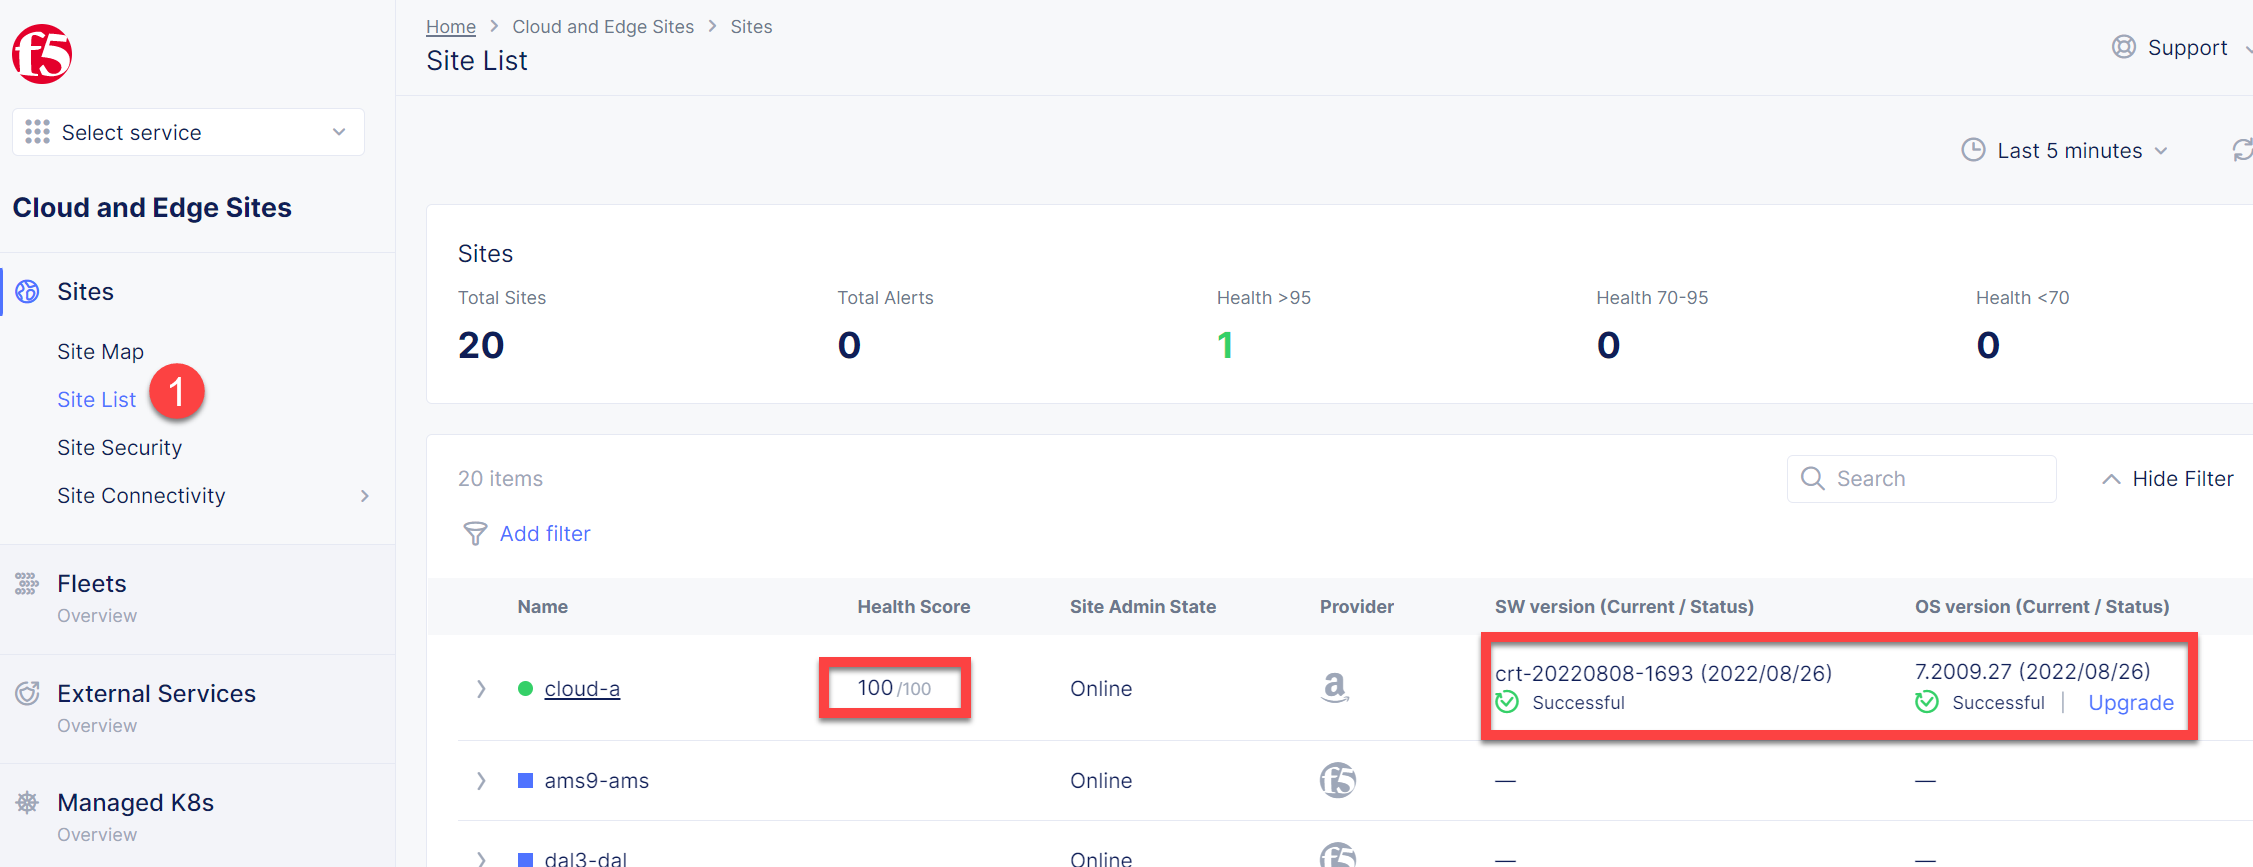 f5
Select service
Cloud and Edge Sites
Sites
Site Map
Site List
1
Site Security
Site Connectivity
Fleets
Overview
External Services
Overview
Managed K8s
Overview
Home > Cloud and Edge Sites > Sites
Site List
Support
Last 5 minutes
Sites
Total Sites Total Alerts Health >95 Health 70-95 Health <70
20 0 1 0 0
20 items
Search
Hide Filter
Add filter
Name Health Score Site Admin State Provider SW version (Current / Status) OS version (Current / Status)
cloud-a 100 /100 Online a crt-20220808-1693 (2022/08/26) 7.2009.27 (2022/08/26)
Successful Successful | Upgrade
ams9-ams Online f5 — —
dal3-dal Online f5 — —